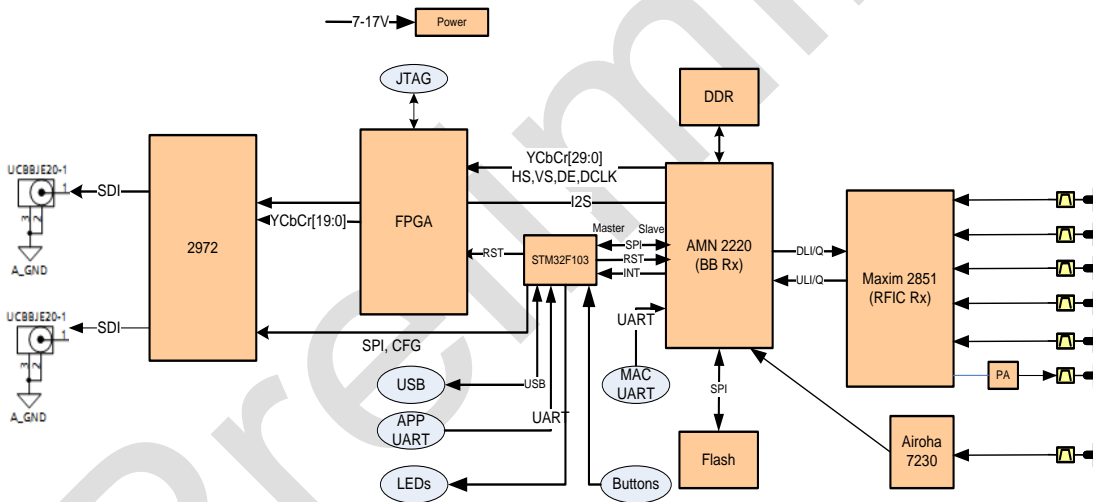 7-17V
Power
JTAG
DDR
UCBBJE20-1
1
3
2
A_GND
SDI
2972
YCbCr[19:0]
FPGA
YCbCr[29:0]
HS,VS,DE,DCLK
I2S
Master
Slave
SPI
RST
INT
RST
STM32F103
AMN 2220
(BB Rx)
DLI/Q
ULI/Q
Maxim 2851
(RFIC Rx)
PA
UCBBJE20-1
1
3
2
A_GND
SDI
SPI, CFG
USB
USB
APP
UART
UART
LEDs
Buttons
UART
MAC
UART
SPI
Flash
Airoha
7230
Prelimin